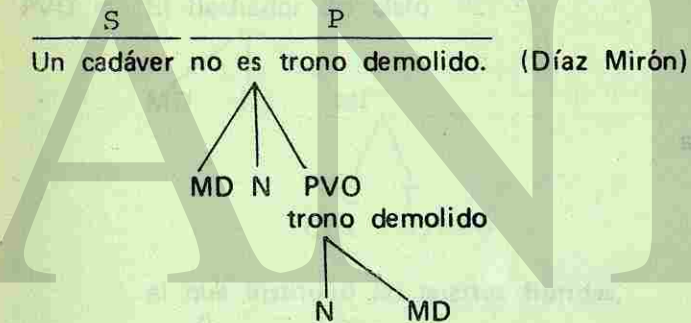 S P
Un cadáver no es trono demolido. (Díaz Mirón)
MD N PVO
trono demolido
N MD